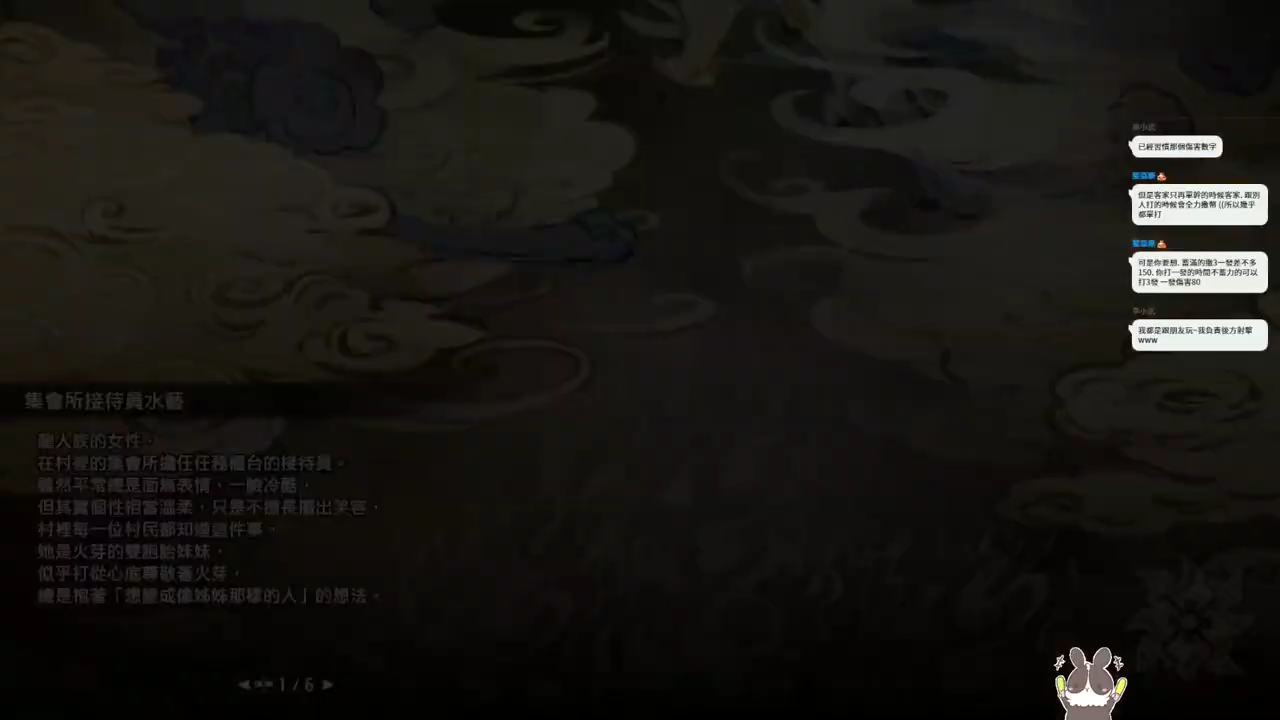 集會所接待員水藝
龍人族的女性。
在村裡的集會所擔任任務櫃台的接待員。
雖然平常總是面無表情，一臉冷酷，
但其實個性相當溫柔，只是不擅長擺出笑容，
村裡每一位村民都知道這件事。
她是火芽的雙胞胎妹妹，
似乎打從心底尊敬著火芽，
總是抱著「想變成像姊姊那樣的人」的想法。
1 / 6
已經習慣那個傷害數字
但是客家只再單幹的時候客家. 跟別
人打的時候會全力撒幣 ((所以幾乎
都單打
可是你要想. 蓄滿的撒3一發差不多
150. 你打一發的時間不蓄力的可以
打3發 一發傷害80
我都是跟朋友玩~我負責後方射擊
www